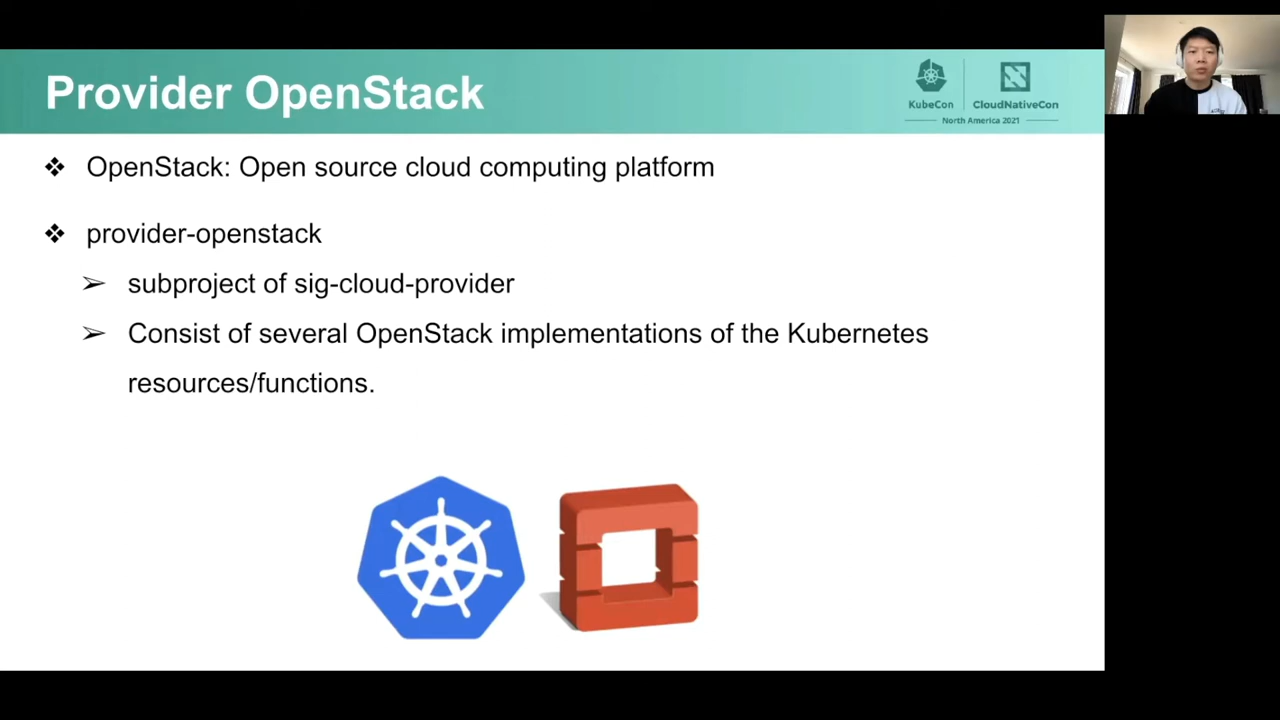 Provider OpenStack
KubeCon
CloudNativeCon
North America 2021
❖ OpenStack: Open source cloud computing platform
❖ provider-openstack
➢ subproject of sig-cloud-provider
➢ Consist of several OpenStack implementations of the Kubernetes
resources/functions.